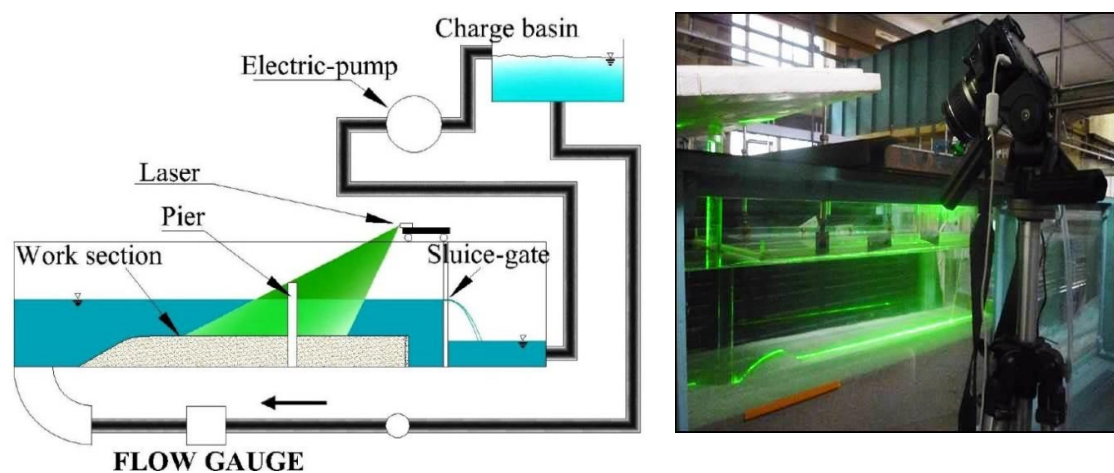 Charge basin
Electric-pump
Laser
Pier
Work section
Sluice-gate
FLOW GAUGE